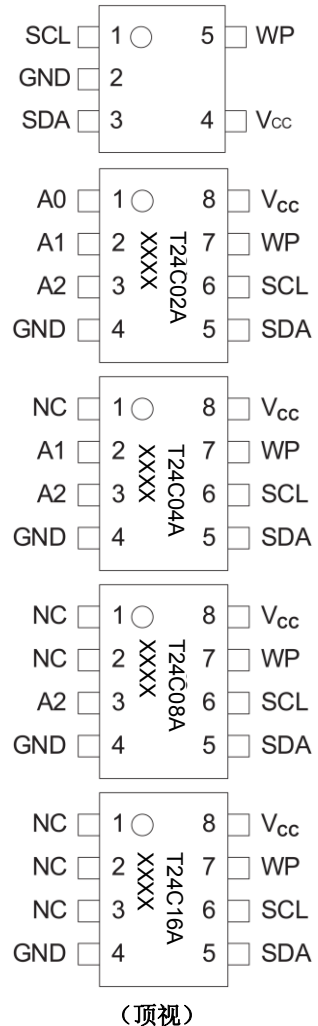 SCL 1 5 WP
GND 2
SDA 3 4 Vcc
A0 1 8 Vcc
A1 2 7 WP
A2 3 6 SCL
GND 4 5 SDA
T24C02A
XXXX
NC 1 8 Vcc
A1 2 7 WP
A2 3 6 SCL
GND 4 5 SDA
T24C04A
XXXX
NC 1 8 Vcc
NC 2 7 WP
A2 3 6 SCL
GND 4 5 SDA
T24C08A
XXXX
NC 1 8 Vcc
NC 2 7 WP
NC 3 6 SCL
GND 4 5 SDA
T24C16A
XXXX
（顶视）